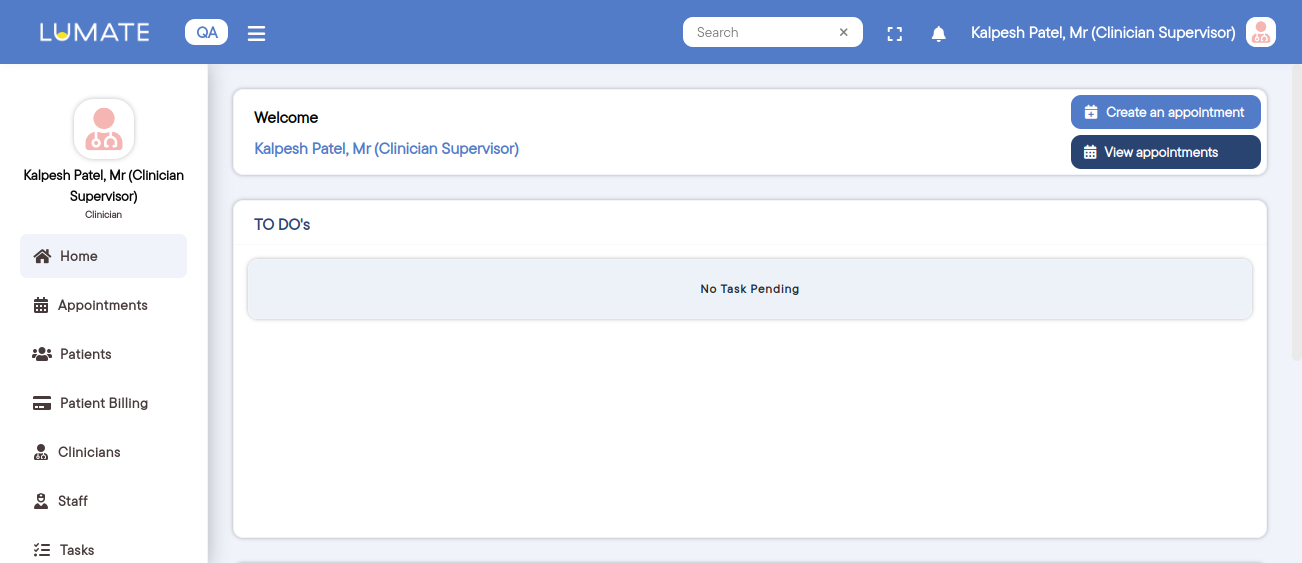 LUMATE
QA
Search
Kalpesh Patel, Mr (Clinician Supervisor)
Kalpesh Patel, Mr (Clinician
Supervisor)
Clinician
Home
Appointments
Patients
Patient Billing
Clinicians
Staff
Tasks
Welcome
Kalpesh Patel, Mr (Clinician Supervisor)
Create an appointment
View appointments
TO DO's
No Task Pending